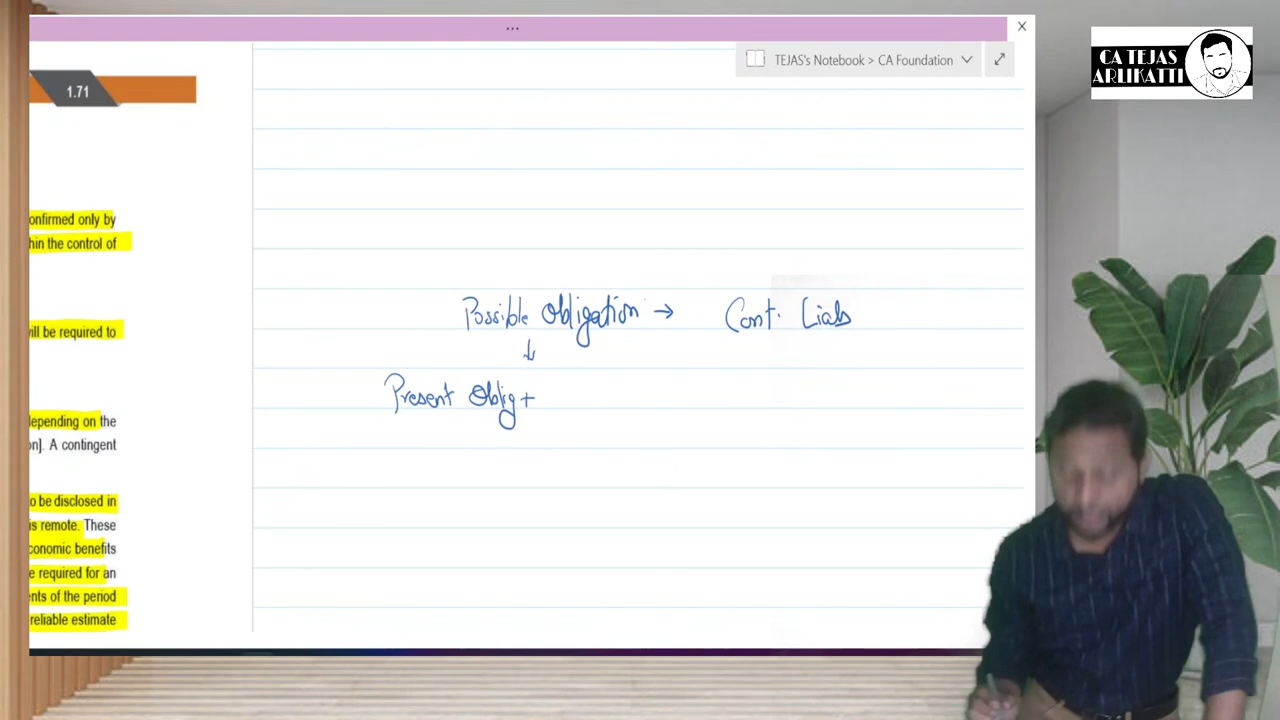 ...
TEJAS's Notebook > CA Foundation
CA TEJAS
ARLIKATTI
1.71
onfirmed only by
hin the control of
ill be required to
depending on the
on]. A contingent
o be disclosed in
is remote. These
conomic benefits
e required for an
nts of the period
reliable estimate
Possible Obligation → Cont. Liab
↓
Present Oblig +